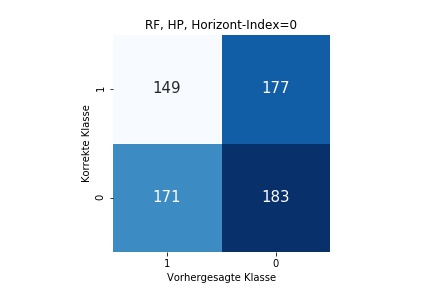 RF, HP, Horizont-Index=0
Korrekte Klasse
1
149
177
0
171
183
1
0
Vorhergesagte Klasse